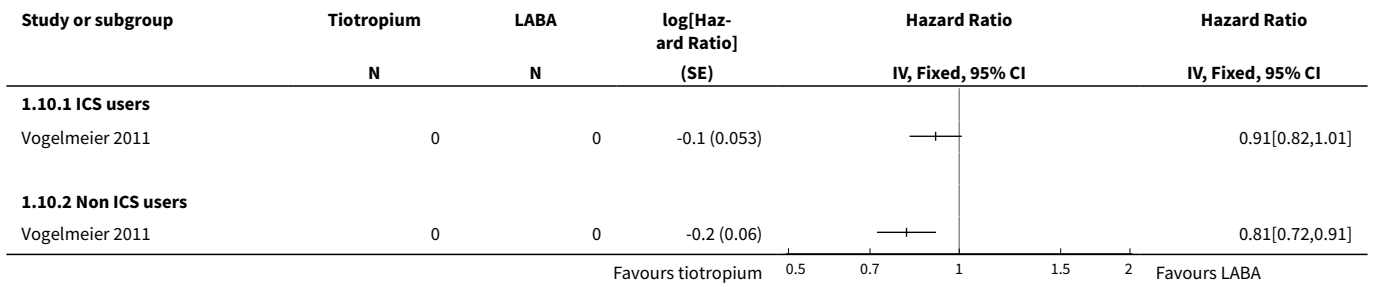 Study or subgroup Tiotropium LABA log[Haz- Hazard Ratio Hazard Ratio
ard Ratio]
N N (SE) IV, Fixed, 95% CI IV, Fixed, 95% CI
1.10.1 ICS users
Vogelmeier 2011 0 0 -0.1 (0.053) 0.91[0.82,1.01]
1.10.2 Non ICS users
Vogelmeier 2011 0 0 -0.2 (0.06) 0.81[0.72,0.91]
Favours tiotropium 0.5 0.7 1 1.5 2 Favours LABA